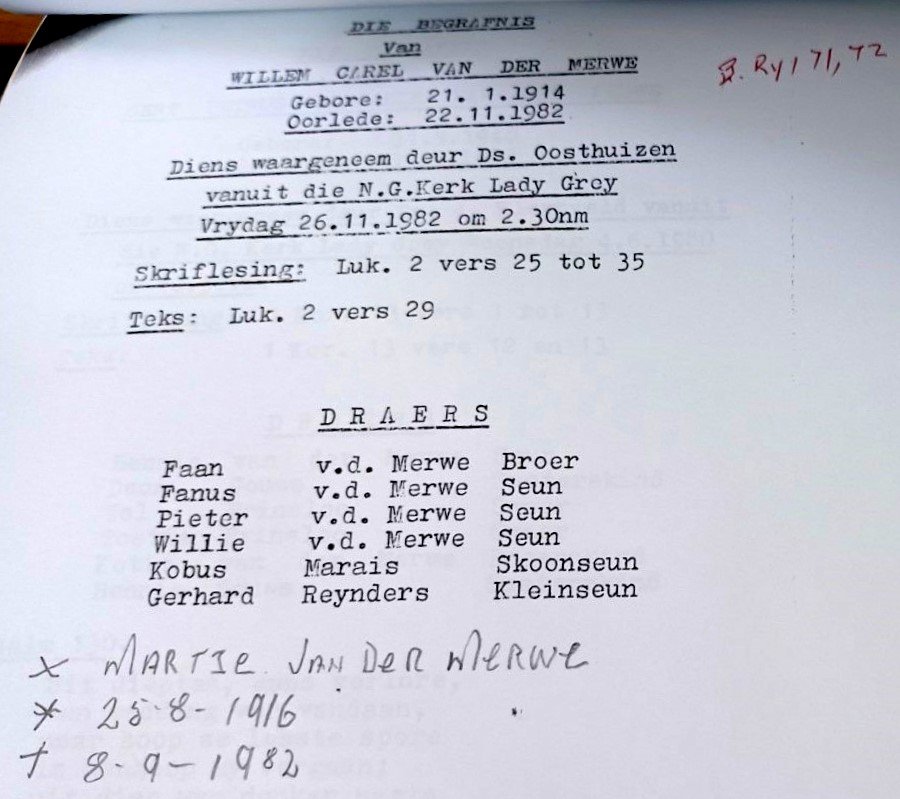 DIE BEGRAFNIS
Van
WILLEM CAREL VAN DER MERWE
Gebore: 21. 1.1914
Oorlede: 22.11.1982
B. Ry 1 71, 72
Diens waargeneem deur Ds. Oosthuizen
vanuit die N.G.Kerk Lady Grey
Vrydag 26.11.1982 om 2.30nm
Skriflesing: Luk. 2 vers 25 tot 35
Teks: Luk. 2 vers 29
DRAERS
Faan v.d. Merwe Broer
Fanus v.d. Merwe Seun
Pieter v.d. Merwe Seun
Willie v.d. Merwe Seun
Kobus Marais Skoonseun
Gerhard Reynders Kleinseun
x MARTIE VAN DER MERWE
* 25-8-1916
† 8-9-1982